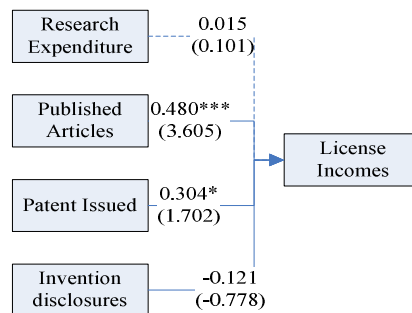 Research
Expenditure
0.015
(0.101)
Published
Articles
0.480***
(3.605)
License
Incomes
Patent Issued
0.304*
(1.702)
Invention
disclosures
-0.121
(-0.778)